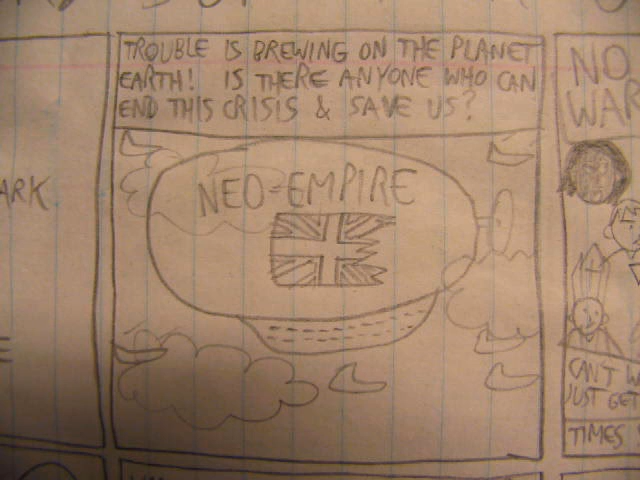 TROUBLE IS BREWING ON THE PLANET
EARTH! IS THERE ANYONE WHO CAN
END THIS CRISIS & SAVE US?
NEO-EMPIRE
ARK
E
NO
WAR
CAN'T W
JUST GET
TIMES